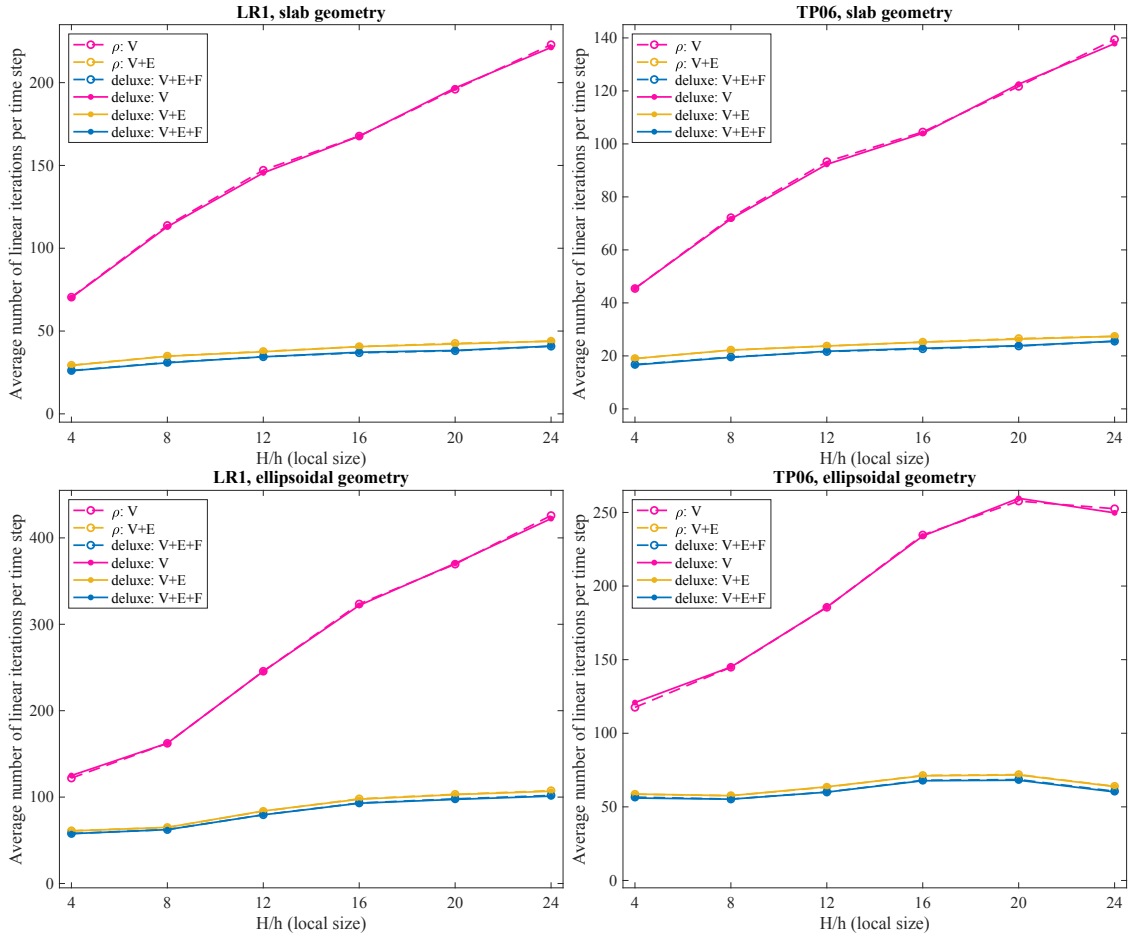 LR1, slab geometry
Average number of linear iterations per time step
200
150
100
50
0
ρ: V
ρ: V+E
deluxe: V+E+F
deluxe: V
deluxe: V+E
deluxe: V+E+F
4 8 12 16 20 24
H/h (local size)
TP06, slab geometry
Average number of linear iterations per time step
140
120
100
80
60
40
20
0
ρ: V
ρ: V+E
deluxe: V+E+F
deluxe: V
deluxe: V+E
deluxe: V+E+F
4 8 12 16 20 24
H/h (local size)
LR1, ellipsoidal geometry
Average number of linear iterations per time step
400
300
200
100
0
ρ: V
ρ: V+E
deluxe: V+E+F
deluxe: V
deluxe: V+E
deluxe: V+E+F
4 8 12 16 20 24
H/h (local size)
TP06, ellipsoidal geometry
Average number of linear iterations per time step
250
200
150
100
50
0
ρ: V
ρ: V+E
deluxe: V+E+F
deluxe: V
deluxe: V+E
deluxe: V+E+F
4 8 12 16 20 24
H/h (local size)